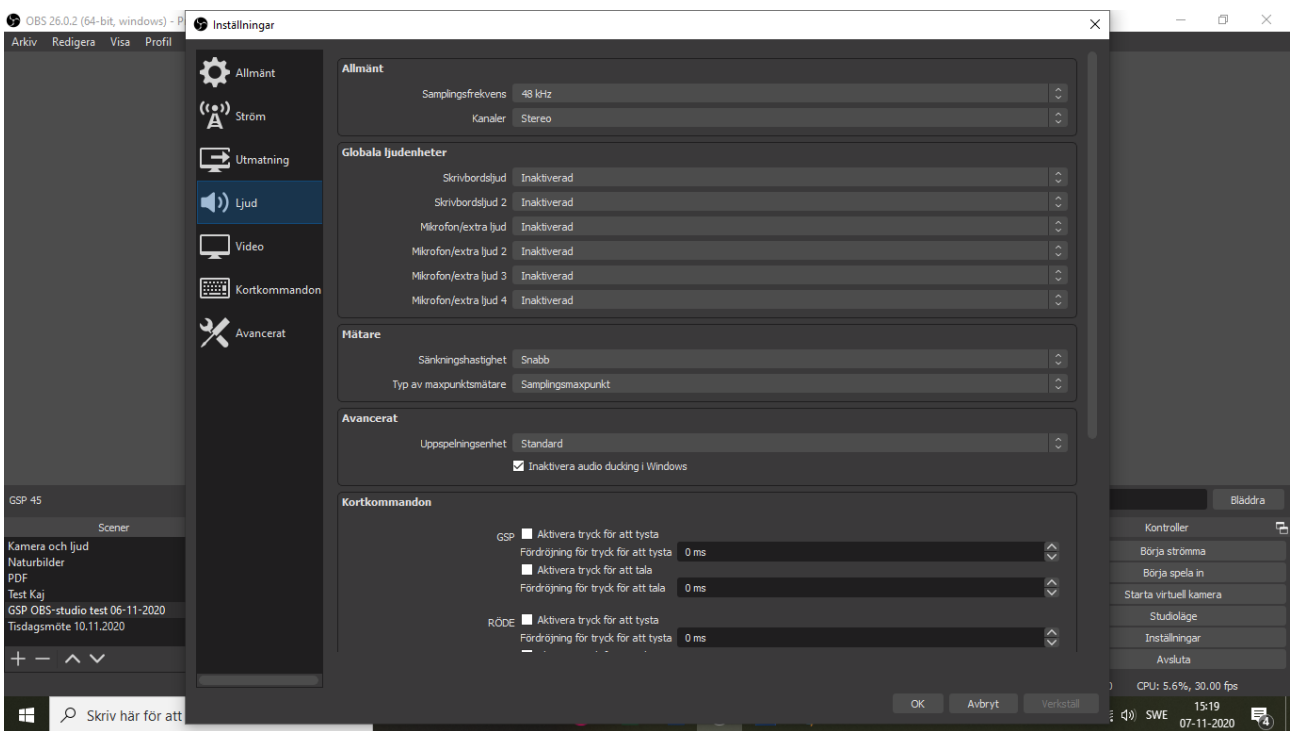 OBS 26.0.2 (64-bit, windows) - P
Inställningar
Arkiv Redigera Visa Profil
Allmänt
Ström
Utmatning
Ljud
Video
Kortkommandon
Avancerat
Allmänt
Samplingsfrekvens 48 kHz
Kanaler Stereo
Globala ljudenheter
Skrivbordsljud Inaktiverad
Skrivbordsljud 2 Inaktiverad
Mikrofon/extra ljud Inaktiverad
Mikrofon/extra ljud 2 Inaktiverad
Mikrofon/extra ljud 3 Inaktiverad
Mikrofon/extra ljud 4 Inaktiverad
Mätare
Sänkningshastighet Snabb
Typ av maxpunktsmätare Samplingsmaxpunkt
Avancerat
Uppspelningsenhet Standard
Inaktivera audio ducking i Windows
Kortkommandon
GSP Aktivera tryck för att tysta
Fördröjning för tryck för att tysta 0 ms
Aktivera tryck för att tala
Fördröjning för tryck för att tala 0 ms
RÖDE Aktivera tryck för att tysta
Fördröjning för tryck för att tysta 0 ms
OK Avbryt Verkställ
GSP 45
Scener
Kamera och ljud
Naturbilder
PDF
Test Kaj
GSP OBS-studio test 06-11-2020
Tisdagsmöte 10.11.2020
Bläddra
Kontroller
Börja strömma
Börja spela in
Starta virtuell kamera
Studioläge
Inställningar
Avsluta
CPU: 5.6%, 30.00 fps
Skriv här för att
SWE
15:19
07-11-2020
4